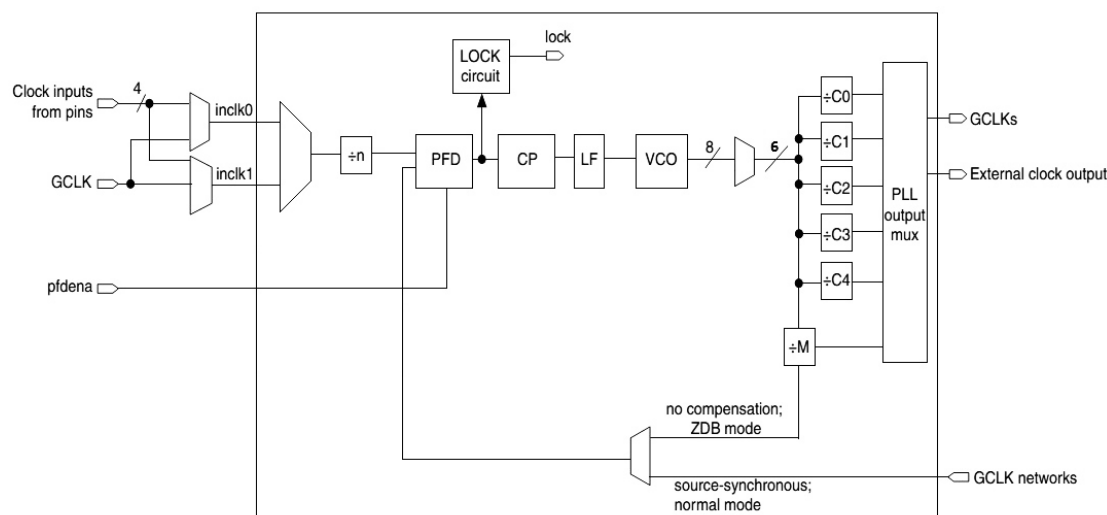 LOCK
circuit
lock
Clock inputs
from pins
4
inclk0
GCLK
inclk1
÷n
PFD
CP
LF
VCO
8
6
÷C0
÷C1
÷C2
÷C3
÷C4
÷M
PLL
output
mux
GCLKs
External clock output
pfdena
no compensation;
ZDB mode
source-synchronous;
normal mode
GCLK networks